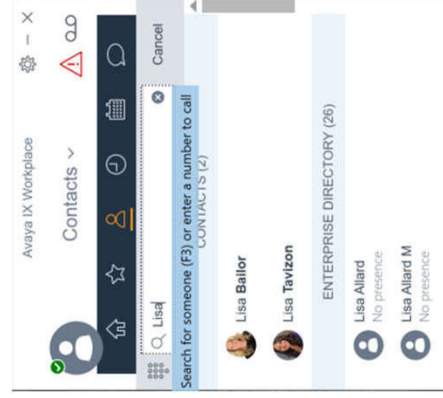 Avaya IX Workplace
Contacts
Lisa
Cancel
Search for someone (F3) or enter a number to call
CONTACTS (2)
Lisa Bailor
Lisa Tavizon
ENTERPRISE DIRECTORY (26)
Lisa Allard
No presence
Lisa Allard M
No presence